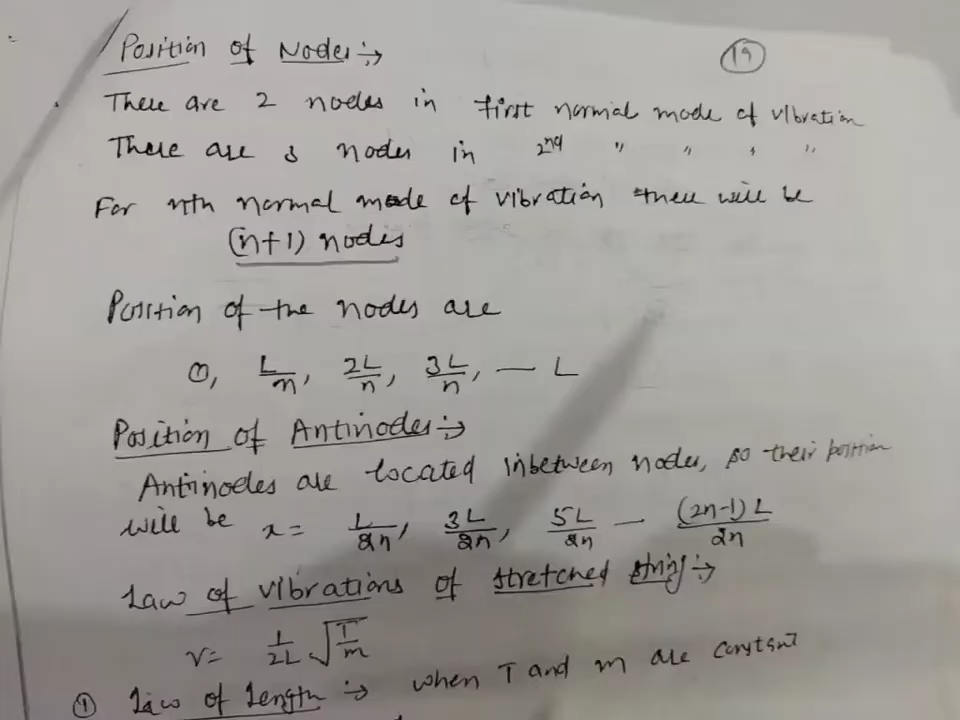 Position of Nodes :→
19
There are 2 nodes in first normal mode of vibration
There are 3 nodes in 2nd " " " "
For nth normal mode of vibration there will be
(n+1) nodes
Position of the nodes are
0, L/n, 2L/n, 3L/n, — L
Position of Antinodes :→
Antinodes are located inbetween nodes, so their position
will be x = L/2n, 3L/2n, 5L/2n — (2n-1)L/2n
Law of vibrations of stretched string :→
ν = 1/2L √T/m
① Law of Length :→ when T and m are constant